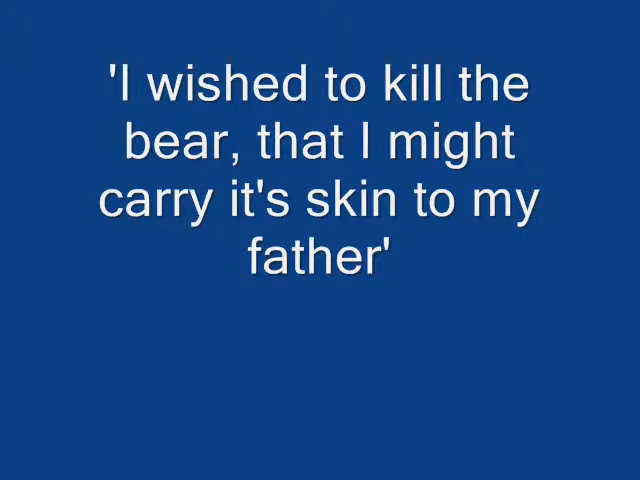 'I wished to kill the
bear, that I might
carry it's skin to my
father'